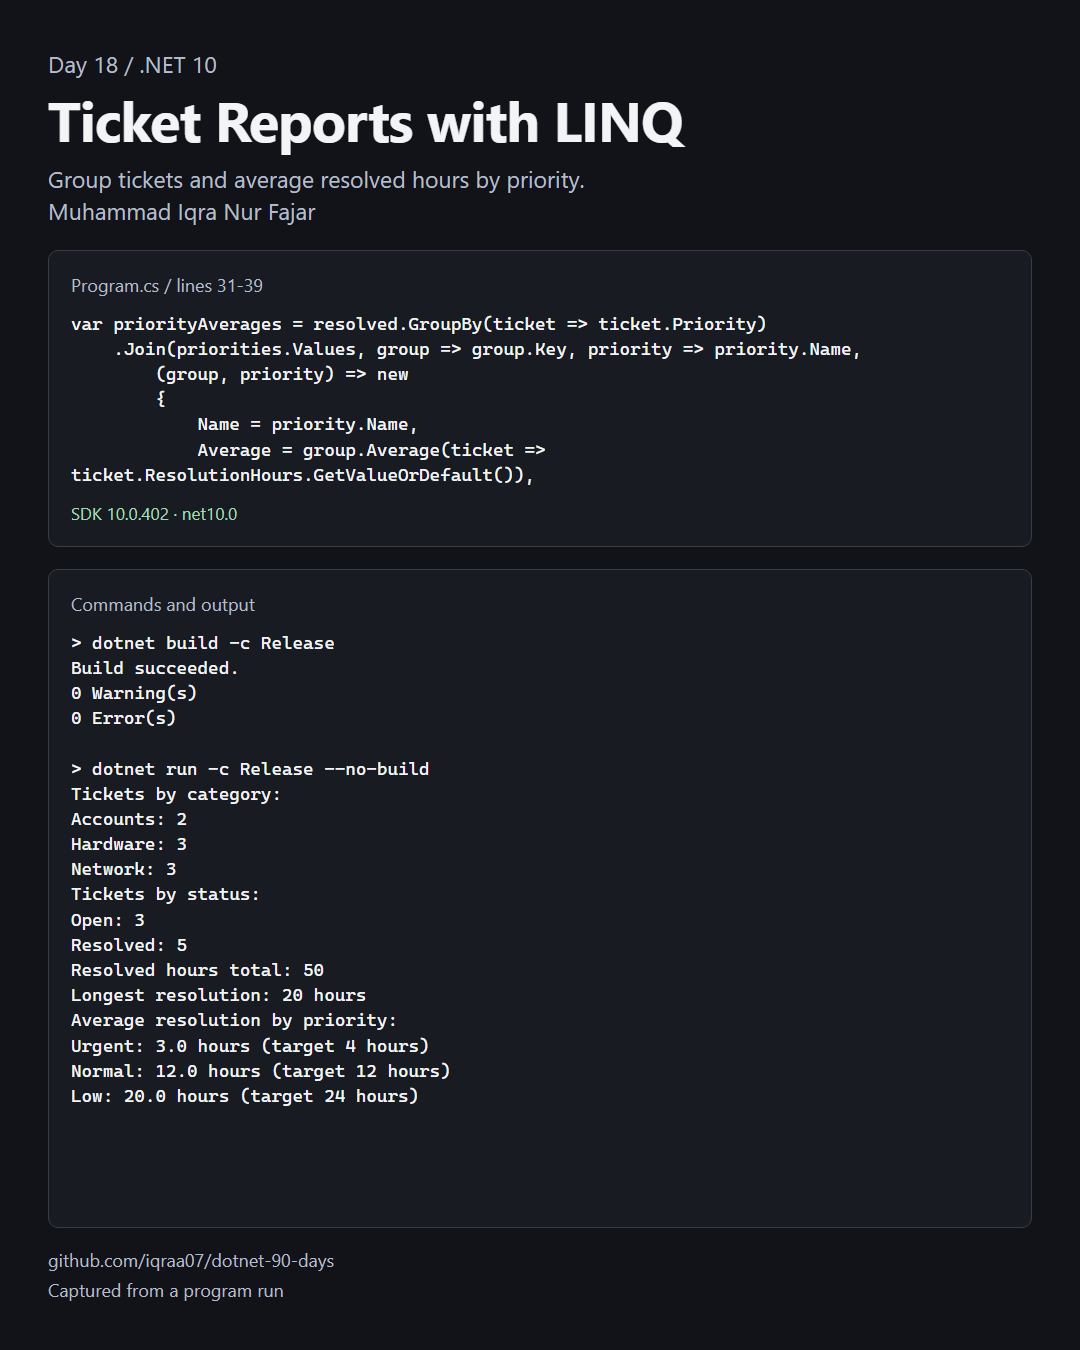 Day 18 / .NET 10
Ticket Reports with LINQ
Group tickets and average resolved hours by priority.
Muhammad Iqra Nur Fajar
Program.cs / lines 31-39
var priorityAverages = resolved.GroupBy(ticket => ticket.Priority)
    .Join(priorities.Values, group => group.Key, priority => priority.Name,
        (group, priority) => new
        {
            Name = priority.Name,
            Average = group.Average(ticket =>
ticket.ResolutionHours.GetValueOrDefault()),
SDK 10.0.402 · net10.0
Commands and output
> dotnet build -c Release
Build succeeded.
0 Warning(s)
0 Error(s)
> dotnet run -c Release --no-build
Tickets by category:
Accounts: 2
Hardware: 3
Network: 3
Tickets by status:
Open: 3
Resolved: 5
Resolved hours total: 50
Longest resolution: 20 hours
Average resolution by priority:
Urgent: 3.0 hours (target 4 hours)
Normal: 12.0 hours (target 12 hours)
Low: 20.0 hours (target 24 hours)
github.com/iqraa07/dotnet-90-days
Captured from a program run